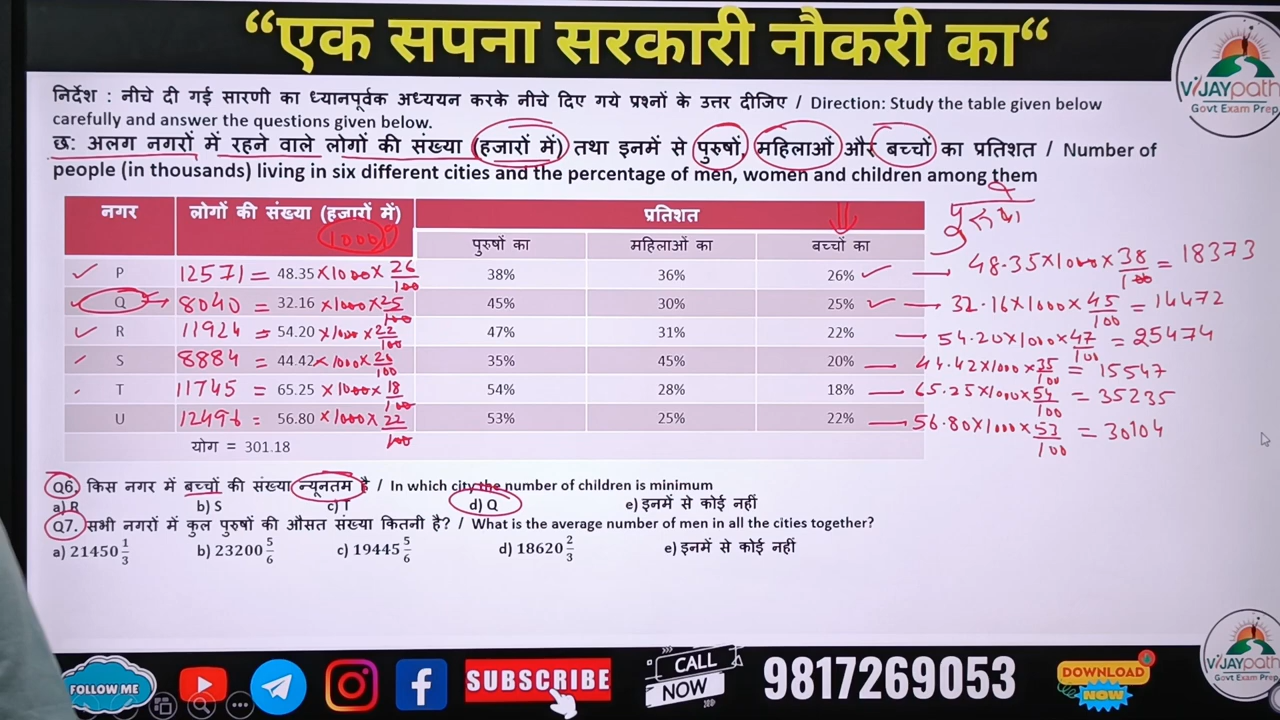 “एक सपना सरकारी नौकरी का“
VIJAYpath
Govt Exam Prep
निर्देश : नीचे दी गई सारणी का ध्यानपूर्वक अध्ययन करके नीचे दिए गये प्रश्नों के उत्तर दीजिए / Direction: Study the table given below
carefully and answer the questions given below.
छः अलग नगरों में रहने वाले लोगों की संख्या (हजारों में) तथा इनमें से पुरुषों, महिलाओं और बच्चों का प्रतिशत / Number of
people (in thousands) living in six different cities and the percentage of men, women and children among them
नगर लोगों की संख्या (हजारों में) प्रतिशत
पुरुषों का महिलाओं का बच्चों का
P 12571 = 48.35 ×1000× 26/100 38% 36% 26% 48.35×1000×38/100 = 18373
Q 8040 = 32.16 ×1000×25/100 45% 30% 25% 32.16×1000×45/100 = 14472
R 11924 = 54.20 ×1000×22/100 47% 31% 22% 54.20×1000×47/100 = 25474
S 8884 = 44.42 ×1000×20/100 35% 45% 20% 44.42×1000×35/100 = 15547
T 11745 = 65.25 ×1000×18/100 54% 28% 18% 65.25×1000×54/100 = 35235
U 12496 = 56.80 ×1000×22/100 53% 25% 22% 56.80×1000×53/100 = 30104
योग = 301.18
Q6. किस नगर में बच्चों की संख्या न्यूनतम है / In which city the number of children is minimum
a) R b) S c) T d) Q e) इनमें से कोई नहीं
Q7. सभी नगरों में कुल पुरुषों की औसत संख्या कितनी है? / What is the average number of men in all the cities together?
a) 21450 1/3 b) 23200 5/6 c) 19445 5/6 d) 18620 2/3 e) इनमें से कोई नहीं
FOLLOW ME SUBSCRIBE CALL NOW 9817269053 DOWNLOAD NOW
VIJAYpath
Govt Exam Prep